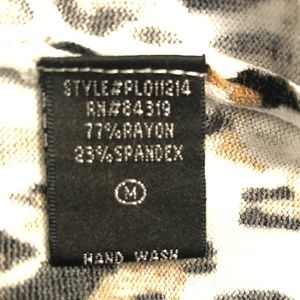 STYLE#PL011214
RN#84319
77%RAYON
23%SPANDEX
M
HAND WASH